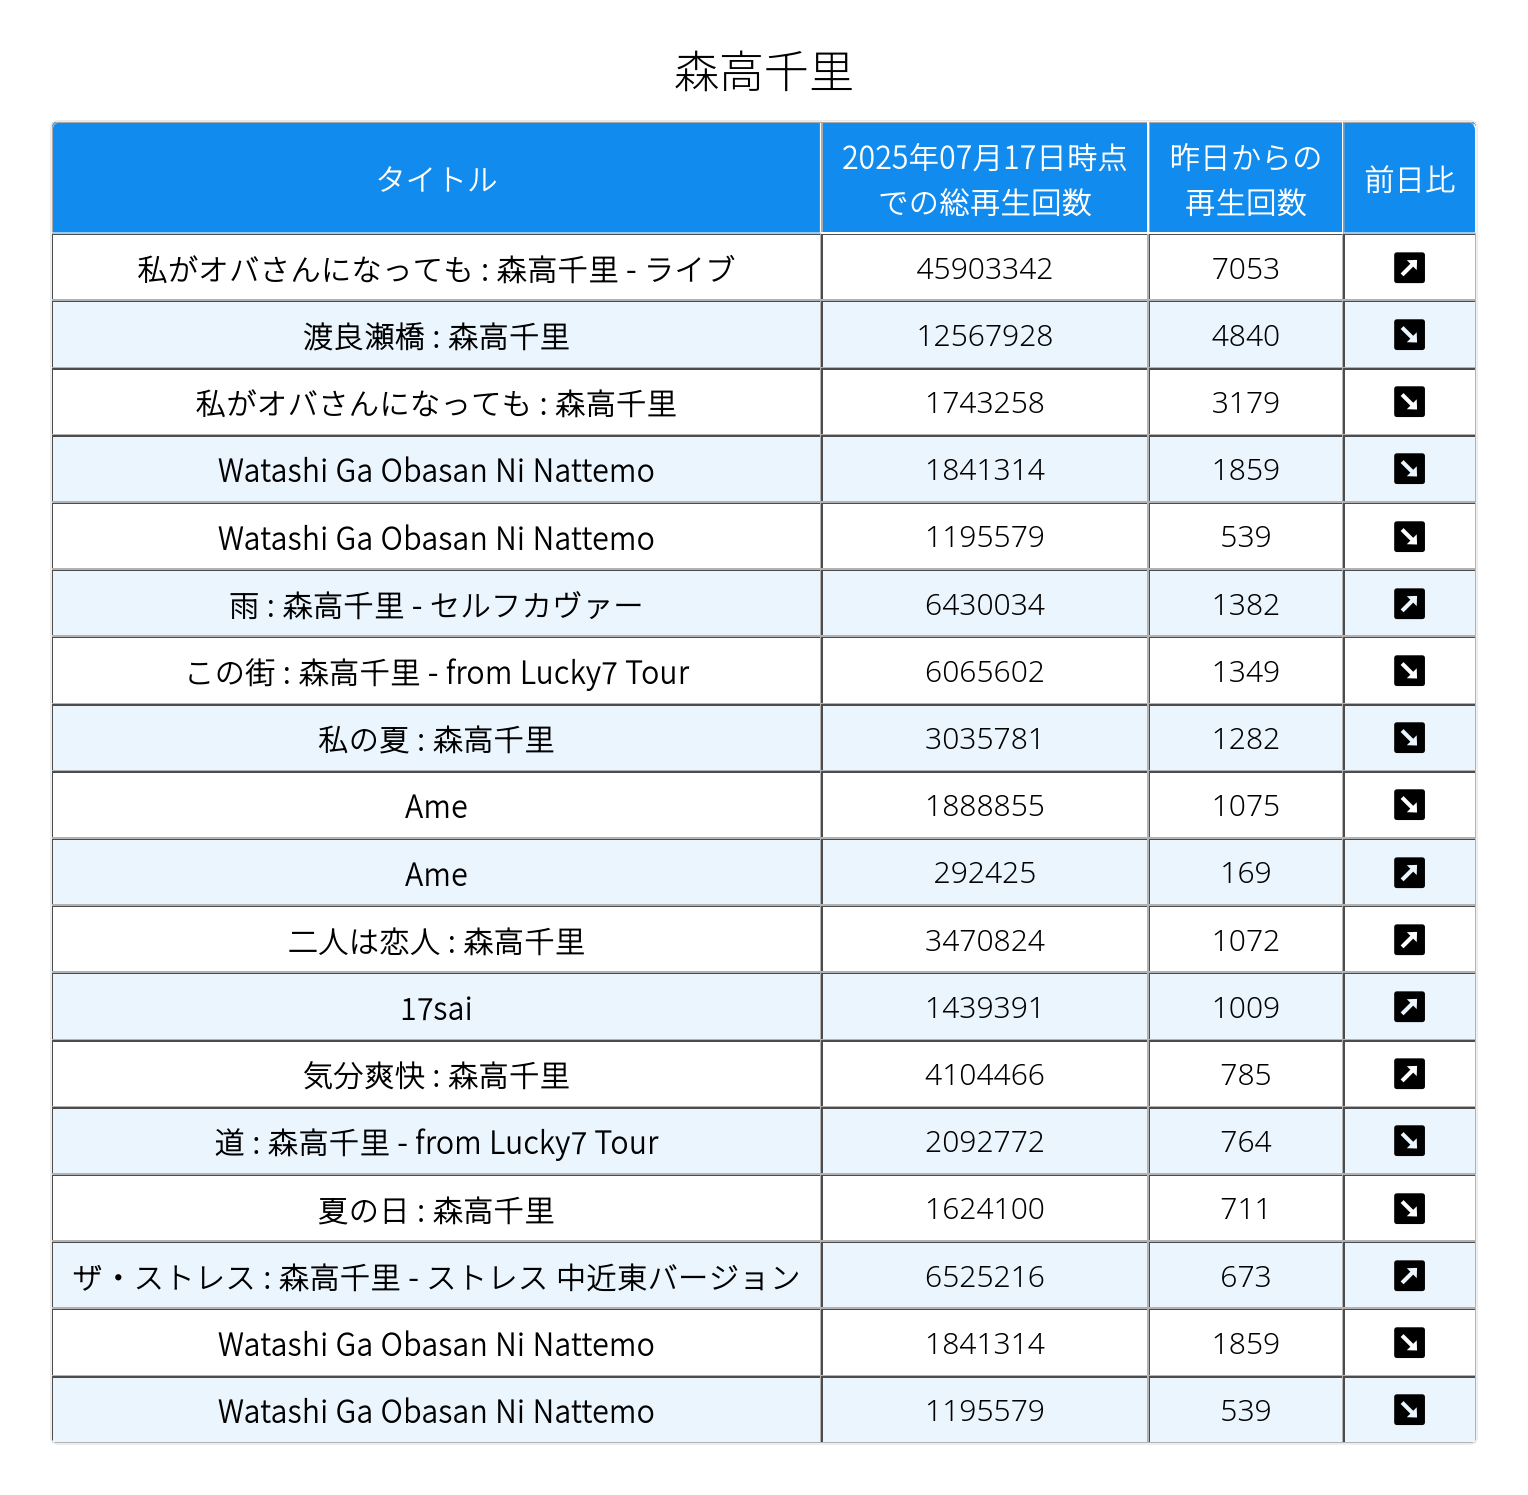 森高千里
タイトル 2025年07月17日時点での総再生回数 昨日からの再生回数 前日比
私がオバさんになっても : 森高千里 - ライブ 45903342 7053 ↗
渡良瀬橋 : 森高千里 12567928 4840 ↘
私がオバさんになっても : 森高千里 1743258 3179 ↘
Watashi Ga Obasan Ni Nattemo 1841314 1859 ↘
Watashi Ga Obasan Ni Nattemo 1195579 539 ↘
雨 : 森高千里 - セルフカヴァー 6430034 1382 ↗
この街 : 森高千里 - from Lucky7 Tour 6065602 1349 ↘
私の夏 : 森高千里 3035781 1282 ↘
Ame 1888855 1075 ↘
Ame 292425 169 ↗
二人は恋人 : 森高千里 3470824 1072 ↗
17sai 1439391 1009 ↗
気分爽快 : 森高千里 4104466 785 ↗
道 : 森高千里 - from Lucky7 Tour 2092772 764 ↘
夏の日 : 森高千里 1624100 711 ↘
ザ・ストレス : 森高千里 - ストレス 中近東バージョン 6525216 673 ↗
Watashi Ga Obasan Ni Nattemo 1841314 1859 ↘
Watashi Ga Obasan Ni Nattemo 1195579 539 ↘